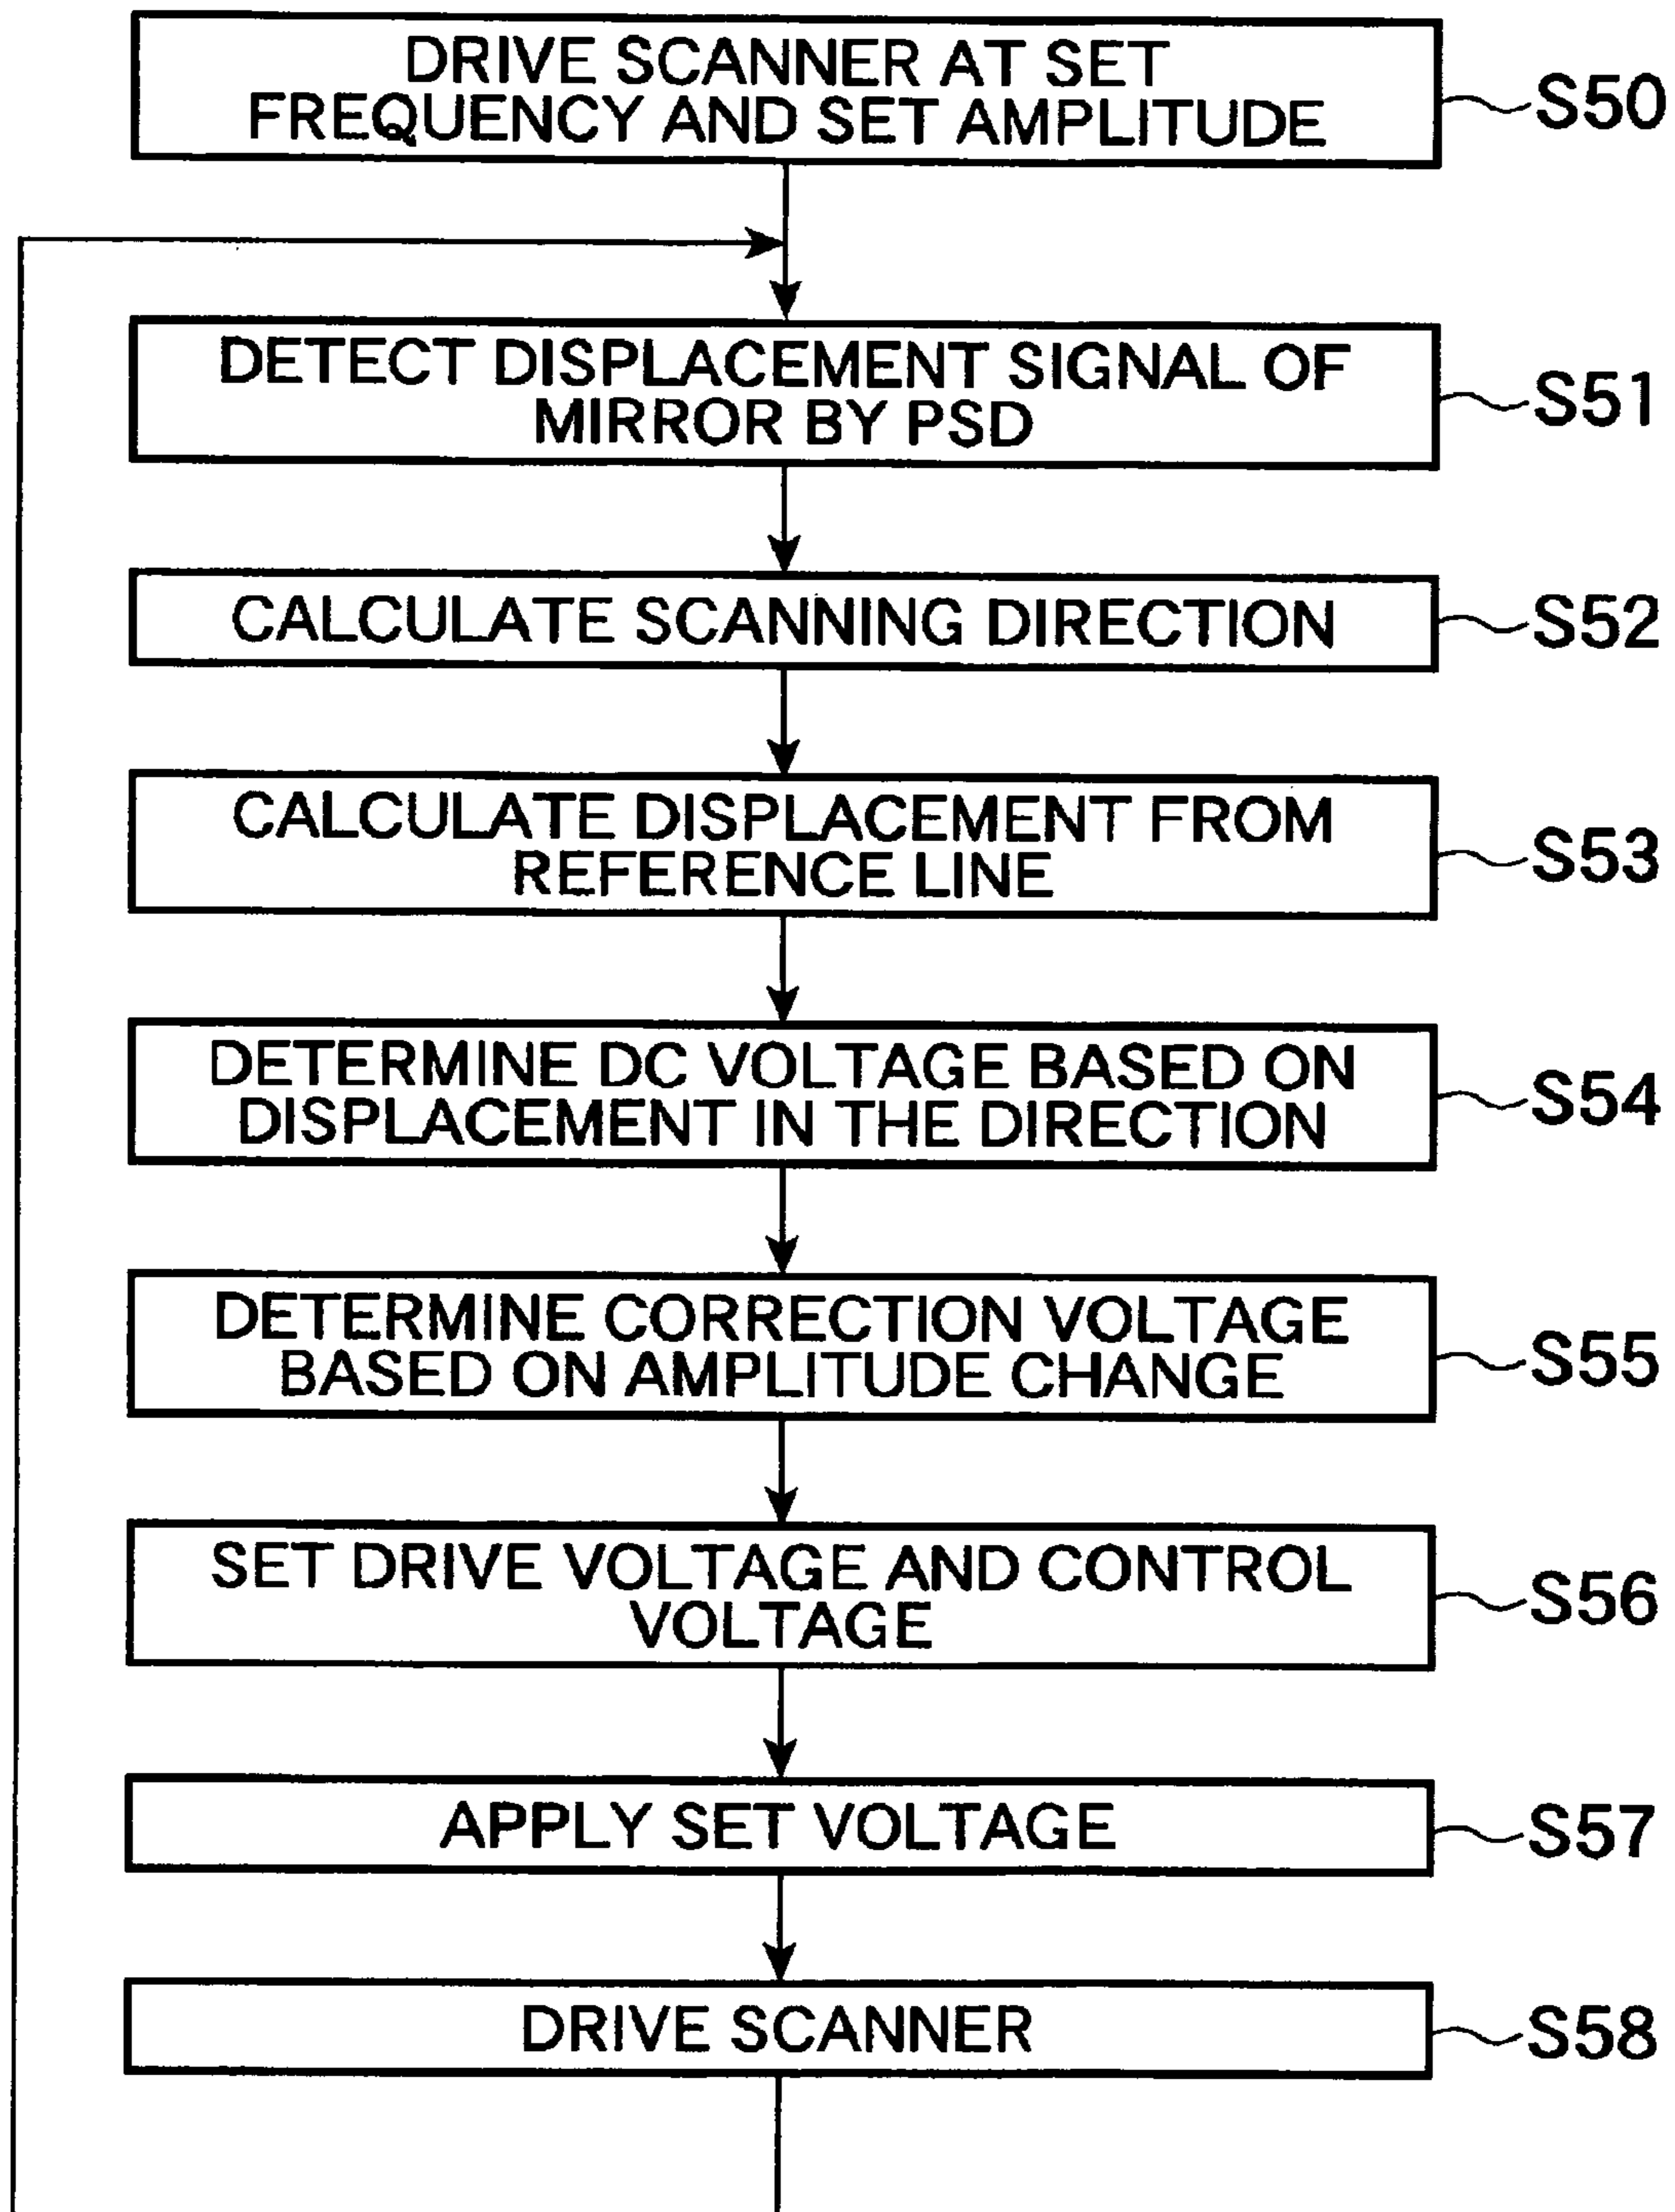 DRIVE SCANNER AT SET
FREQUENCY AND SET AMPLITUDE
S50
DETECT DISPLACEMENT SIGNAL OF
MIRROR BY PSD
S51
CALCULATE SCANNING DIRECTION
S52
CALCULATE DISPLACEMENT FROM
REFERENCE LINE
S53
DETERMINE DC VOLTAGE BASED ON
DISPLACEMENT IN THE DIRECTION
S54
DETERMINE CORRECTION VOLTAGE
BASED ON AMPLITUDE CHANGE
S55
SET DRIVE VOLTAGE AND CONTROL
VOLTAGE
S56
APPLY SET VOLTAGE
S57
DRIVE SCANNER
S58